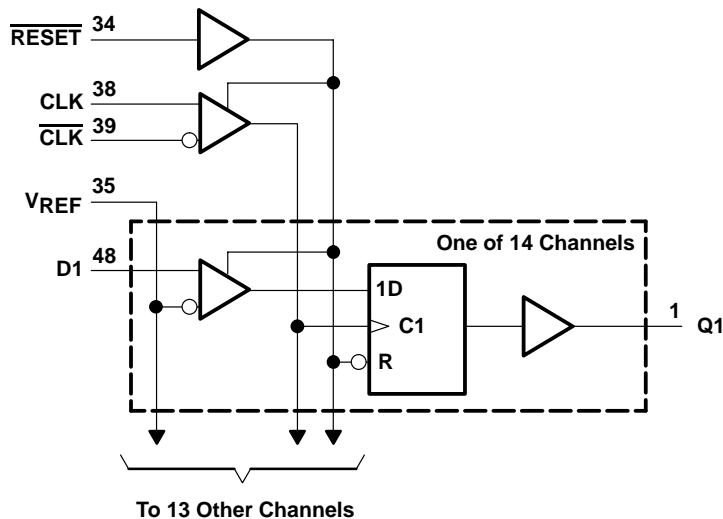 RESET 34
CLK 38
CLK 39
VREF 35
One of 14 Channels
D1 48
1D
C1
R
1 Q1
To 13 Other Channels